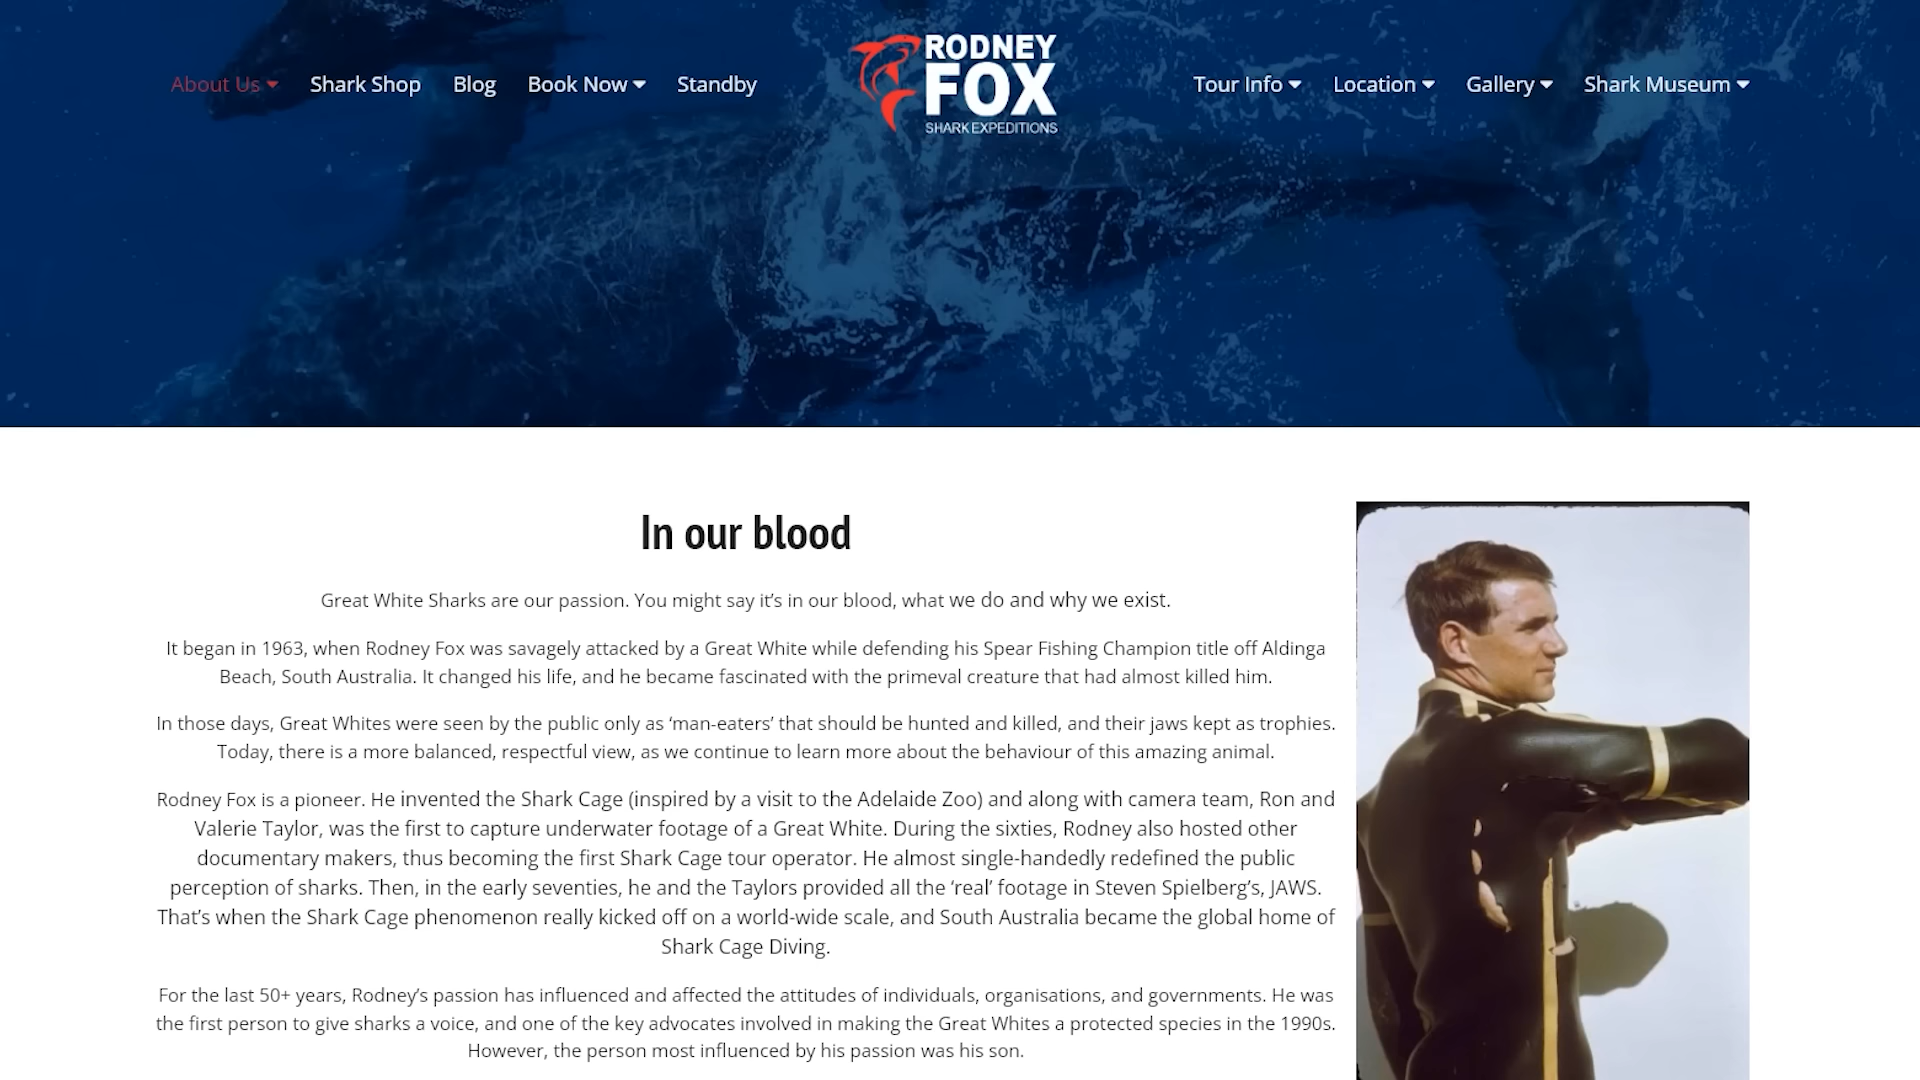 About Us
Shark Shop
Blog
Book Now
Standby
RODNEY
FOX
SHARK EXPEDITIONS
Tour Info
Location
Gallery
Shark Museum
In our blood
Great White Sharks are our passion. You might say it’s in our blood, what we do and why we exist.
It began in 1963, when Rodney Fox was savagely attacked by a Great White while defending his Spear Fishing Champion title off Aldinga
Beach, South Australia. It changed his life, and he became fascinated with the primeval creature that had almost killed him.
In those days, Great Whites were seen by the public only as ‘man-eaters’ that should be hunted and killed, and their jaws kept as trophies.
Today, there is a more balanced, respectful view, as we continue to learn more about the behaviour of this amazing animal.
Rodney Fox is a pioneer. He invented the Shark Cage (inspired by a visit to the Adelaide Zoo) and along with camera team, Ron and
Valerie Taylor, was the first to capture underwater footage of a Great White. During the sixties, Rodney also hosted other
documentary makers, thus becoming the first Shark Cage tour operator. He almost single-handedly redefined the public
perception of sharks. Then, in the early seventies, he and the Taylors provided all the ‘real’ footage in Steven Spielberg’s, JAWS.
That’s when the Shark Cage phenomenon really kicked off on a world-wide scale, and South Australia became the global home of
Shark Cage Diving.
For the last 50+ years, Rodney’s passion has influenced and affected the attitudes of individuals, organisations, and governments. He was
the first person to give sharks a voice, and one of the key advocates involved in making the Great Whites a protected species in the 1990s.
However, the person most influenced by his passion was his son.